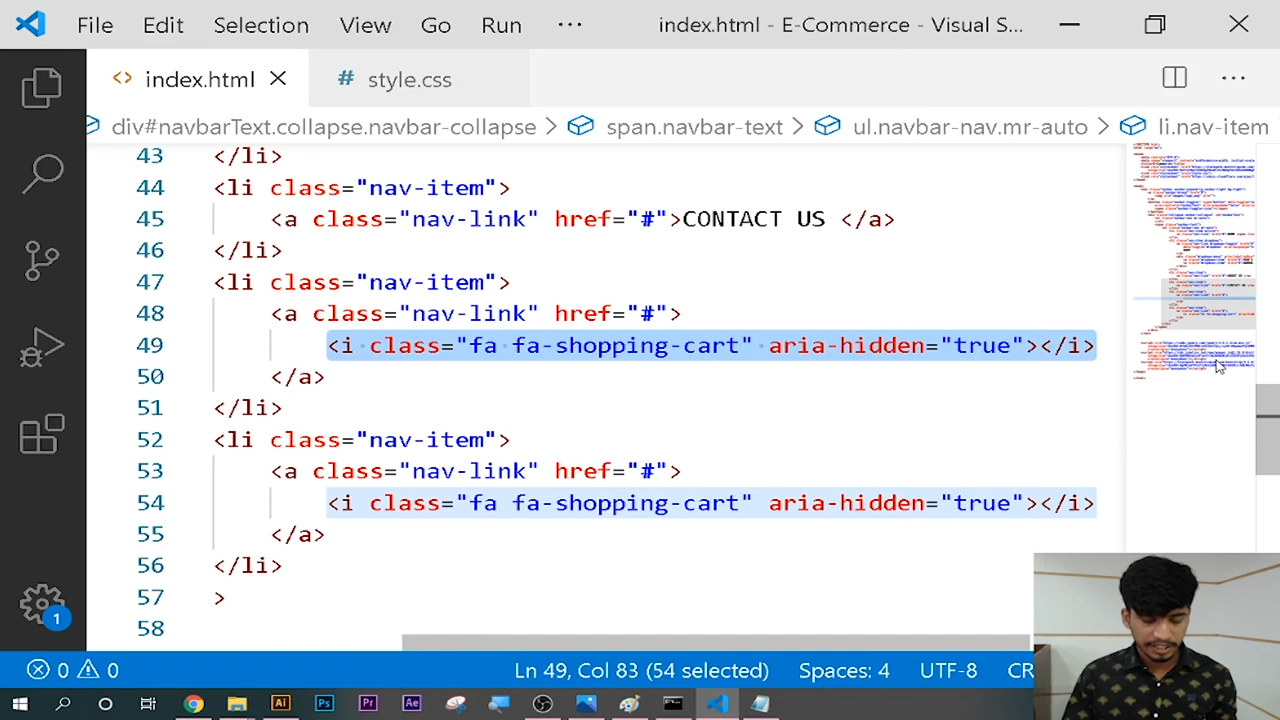 File Edit Selection View Go Run ··· index.html - E-Commerce - Visual S...
index.html style.css
div#navbarText.collapse.navbar-collapse > span.navbar-text > ul.navbar-nav.mr-auto > li.nav-item
43 </li>
44 <li class="nav-item">
45 <a class="nav-link" href="#">CONTACT US </a>
46 </li>
47 <li class="nav-item">
48 <a class="nav-link" href="#">
49 <i class="fa fa-shopping-cart" aria-hidden="true"></i>
50 </a>
51 </li>
52 <li class="nav-item">
53 <a class="nav-link" href="#">
54 <i class="fa fa-shopping-cart" aria-hidden="true"></i>
55 </a>
56 </li>
57 >
58
1
0 0 Ln 49, Col 83 (54 selected) Spaces: 4 UTF-8 CR
Ai Ps Pr Ae